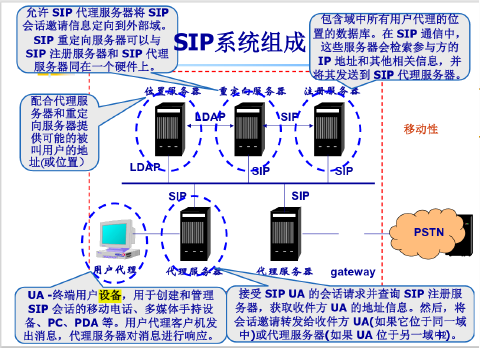 允许 SIP 代理服务器将 SIP
会话邀请信息定向到外部域。
SIP 重定向服务器可以与
SIP 注册服务器和 SIP 代理
服务器同在一个硬件上。
SIP系统组成
包含域中所有用户代理的位
置的数据库。在 SIP 通信中，
这些服务器会检索参与方的
IP 地址和其他相关信息，并
将其发送到 SIP 代理服务器。
位置服务器
重定向服务器
注册服务器
配合代理服
务器和重定
向服务器提
供可能的被
叫用户的地
址(或位置）
LDAP
SIP
移动性
LDAP
SIP
SIP
SIP
SIP
PSTN
用户代理
代理服务器
代理服务器
gateway
UA -终端用户设备，用于创建和管理
SIP 会话的移动电话、多媒体手持设
备、PC、PDA 等。用户代理客户机发
出消息，代理服务器对消息进行响应。
接受 SIP UA 的会话请求并查询 SIP 注册服
务器，获取收件方 UA 的地址信息。然后，将
会话邀请转发给收件方 UA(如果它位于同一域
中)或代理服务器(如果 UA 位于另一域中)。